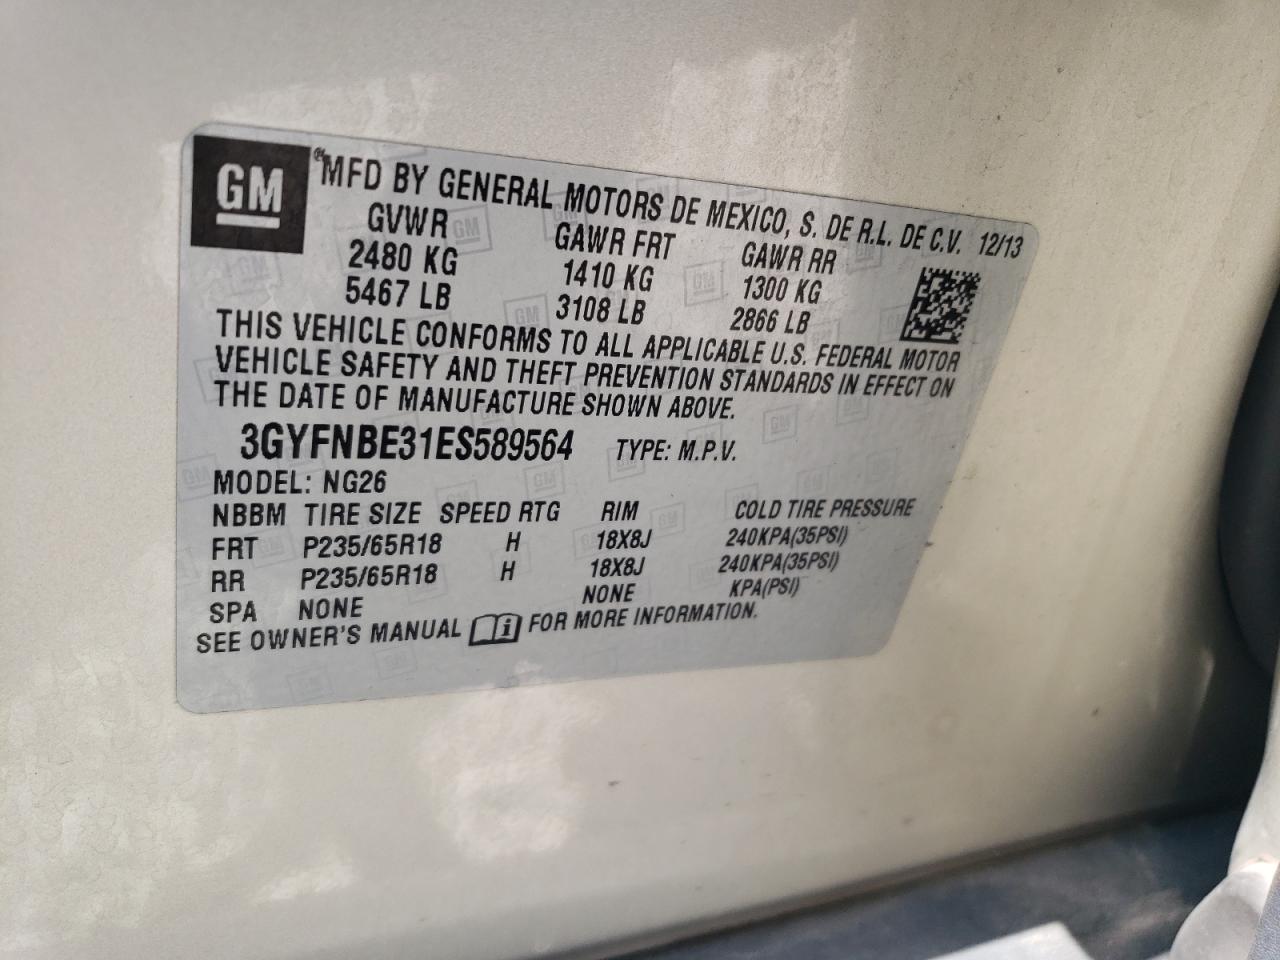 GM ® MFD BY GENERAL MOTORS DE MEXICO, S. DE R.L. DE C.V. 12/13
GVWR GAWR FRT GAWR RR
2480 KG 1410 KG 1300 KG
5467 LB 3108 LB 2866 LB
THIS VEHICLE CONFORMS TO ALL APPLICABLE U.S. FEDERAL MOTOR
VEHICLE SAFETY AND THEFT PREVENTION STANDARDS IN EFFECT ON
THE DATE OF MANUFACTURE SHOWN ABOVE.
3GYFNBE31ES589564 TYPE: M.P.V.
MODEL: NG26
NBBM TIRE SIZE SPEED RTG RIM COLD TIRE PRESSURE
FRT P235/65R18 H 18X8J 240KPA(35PSI)
RR P235/65R18 H 18X8J 240KPA(35PSI)
SPA NONE NONE KPA(PSI)
SEE OWNER'S MANUAL FOR MORE INFORMATION.